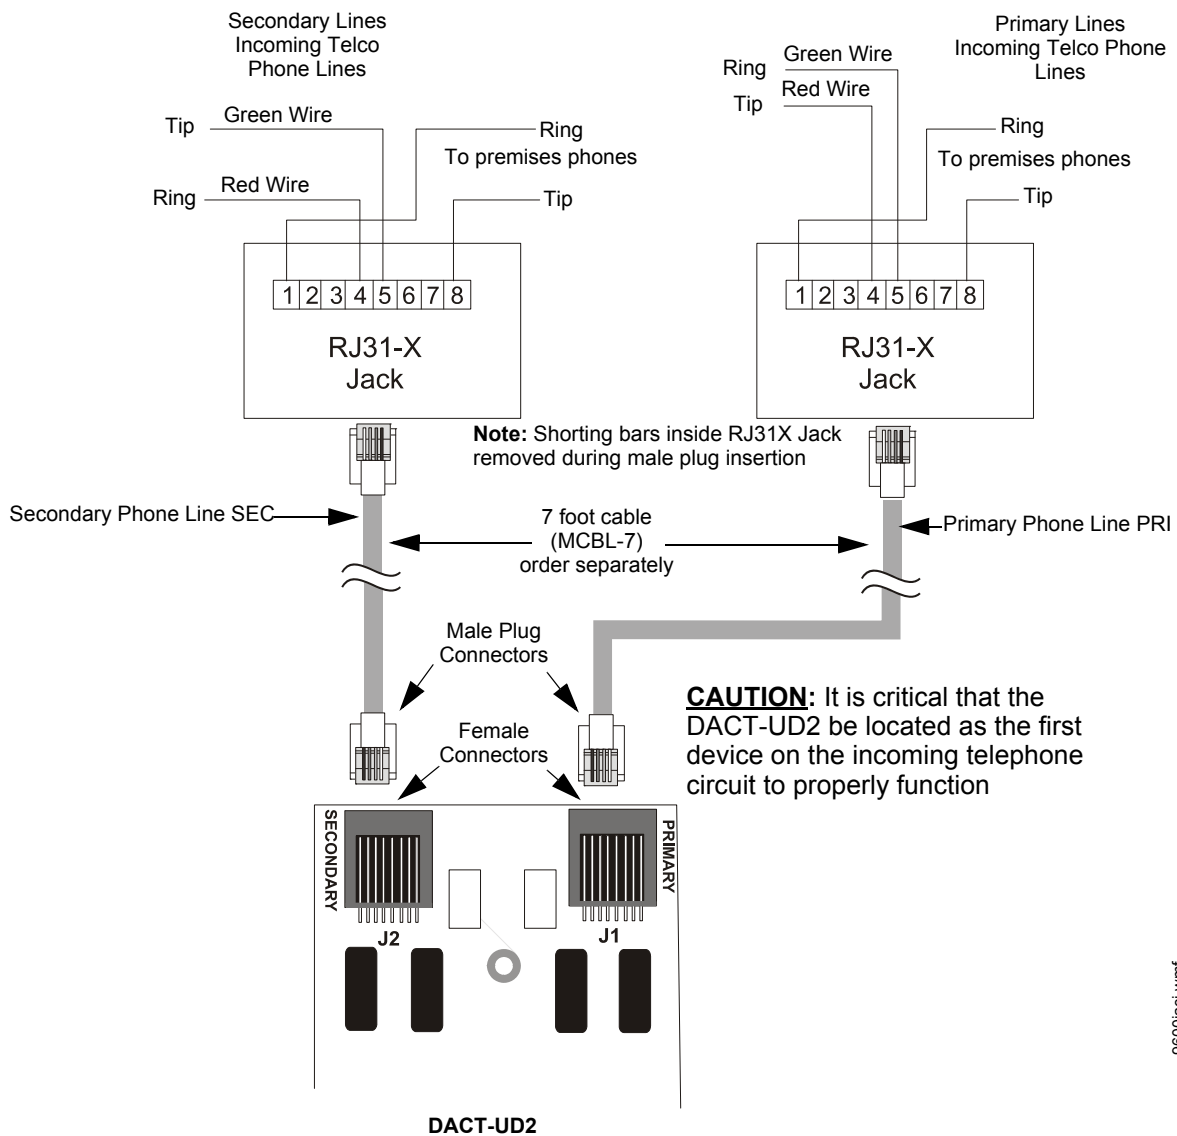 Secondary Lines
Incoming Telco
Phone Lines
Primary Lines
Incoming Telco Phone
Lines
Tip
Green Wire
Ring
To premises phones
Ring
Red Wire
Tip
Ring
Green Wire
Tip
Red Wire
Ring
To premises phones
Tip
1 2 3 4 5 6 7 8
RJ31-X
Jack
1 2 3 4 5 6 7 8
RJ31-X
Jack
Note: Shorting bars inside RJ31X Jack
removed during male plug insertion
Secondary Phone Line SEC
7 foot cable
(MCBL-7)
order separately
Primary Phone Line PRI
Male Plug
Connectors
CAUTION: It is critical that the
DACT-UD2 be located as the first
device on the incoming telephone
circuit to properly function
Female
Connectors
SECONDARY
PRIMARY
J2
J1
DACT-UD2